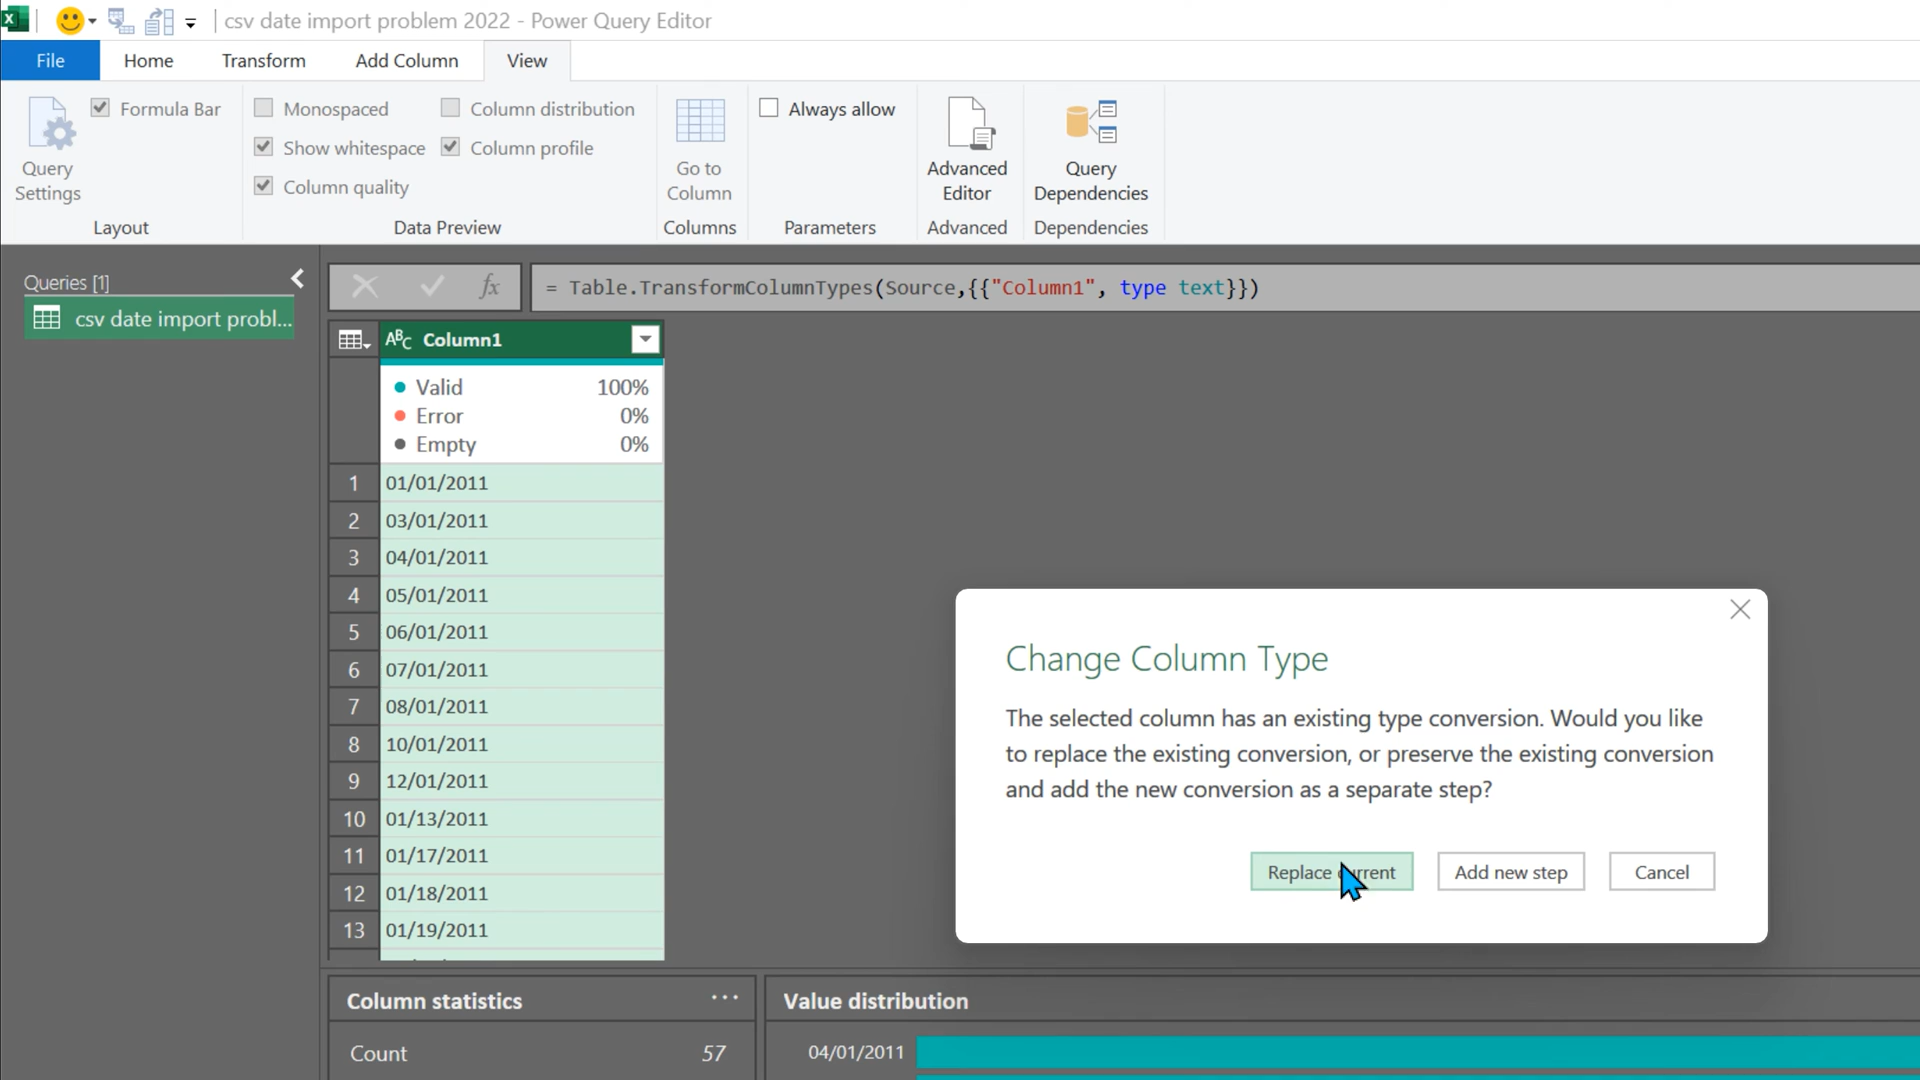 csv date import problem 2022 - Power Query Editor
File Home Transform Add Column View
Query
Settings
Formula Bar
Layout
Monospaced
Show whitespace
Column quality
Column distribution
Column profile
Data Preview
Go to
Column
Columns
Always allow
Parameters
Advanced
Editor
Advanced
Query
Dependencies
Dependencies
Queries [1]
csv date import probl...
fx = Table.TransformColumnTypes(Source,{{"Column1", type text}})
ABC Column1
Valid 100%
Error 0%
Empty 0%
1 01/01/2011
2 03/01/2011
3 04/01/2011
4 05/01/2011
5 06/01/2011
6 07/01/2011
7 08/01/2011
8 10/01/2011
9 12/01/2011
10 01/13/2011
11 01/17/2011
12 01/18/2011
13 01/19/2011
Change Column Type
The selected column has an existing type conversion. Would you like
to replace the existing conversion, or preserve the existing conversion
and add the new conversion as a separate step?
Replace current Add new step Cancel
Column statistics ...
Count 57
Value distribution
04/01/2011